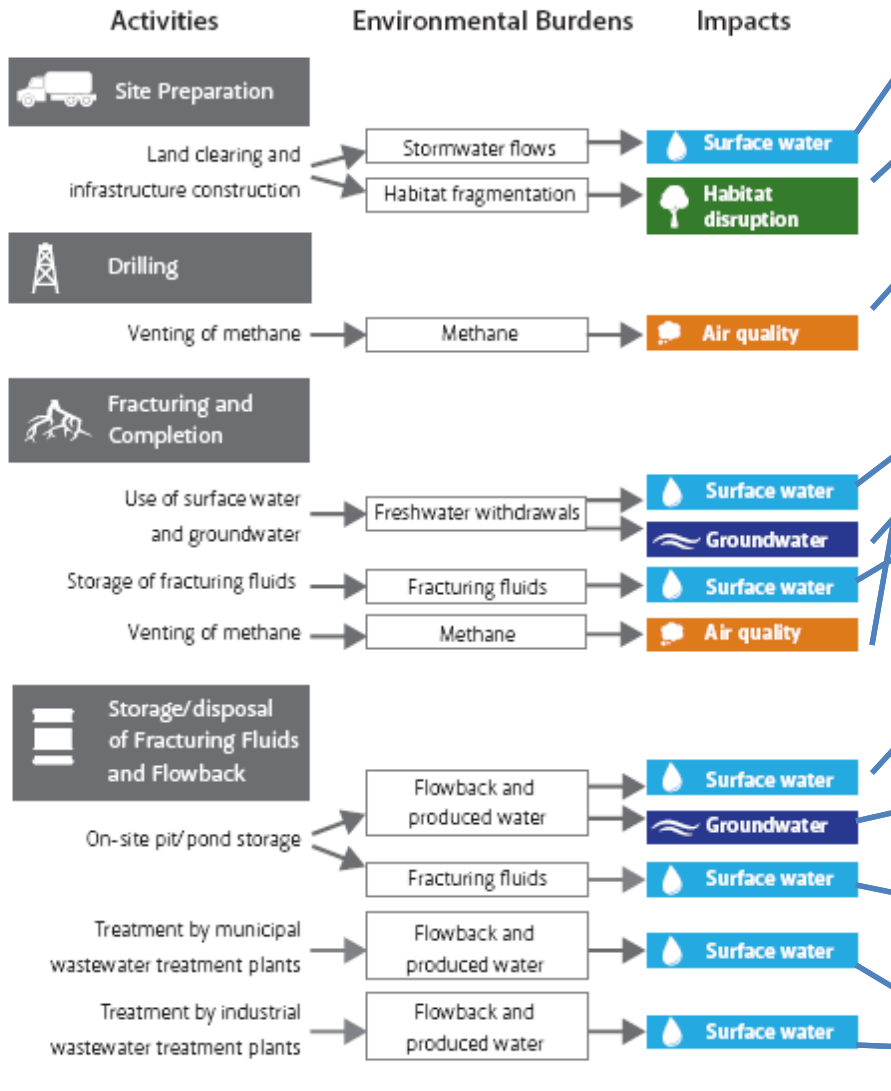 Activities
Environmental Burdens
Impacts
Site Preparation
Land clearing and
infrastructure construction
Stormwater flows
Surface water
Habitat fragmentation
Habitat
disruption
Drilling
Venting of methane
Methane
Air quality
Fracturing and
Completion
Use of surface water
and groundwater
Freshwater withdrawals
Surface water
Groundwater
Storage of fracturing fluids
Fracturing fluids
Surface water
Venting of methane
Methane
Air quality
Storage/disposal
of Fracturing Fluids
and Flowback
On-site pit/pond storage
Flowback and
produced water
Surface water
Groundwater
Fracturing fluids
Surface water
Treatment by municipal
wastewater treatment plants
Flowback and
produced water
Surface water
Treatment by industrial
wastewater treatment plants
Flowback and
produced water
Surface water